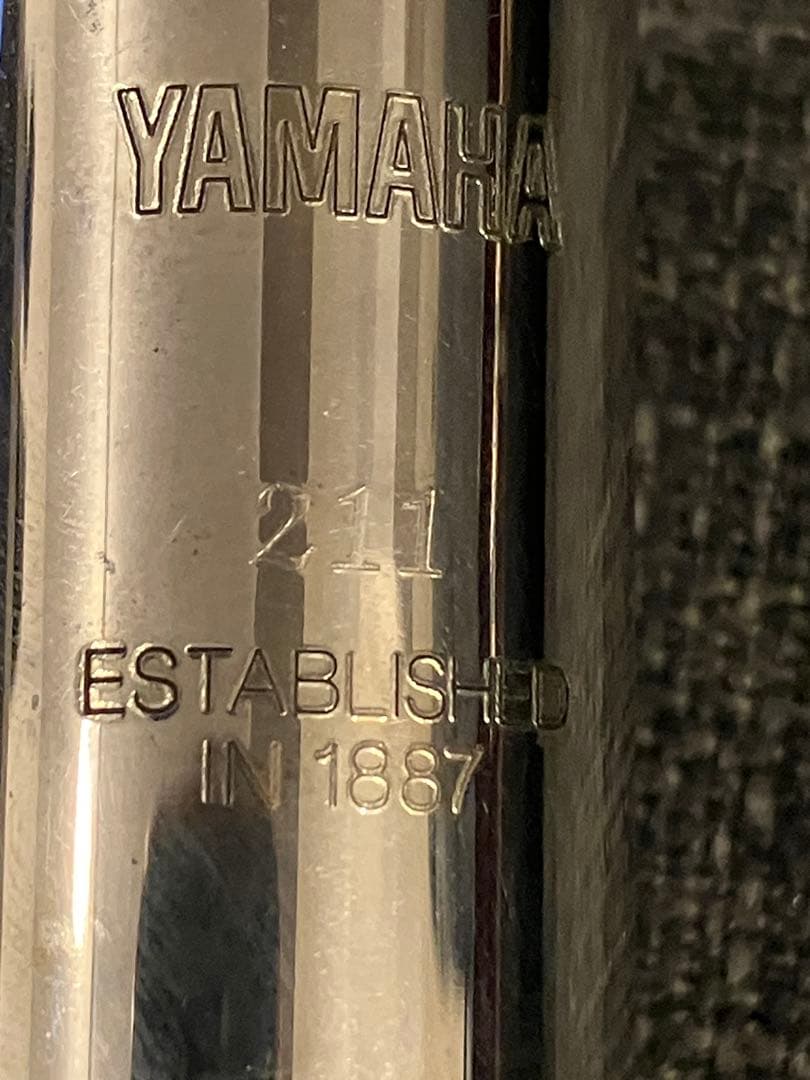 YAMAHA
211
ESTABLISHED
IN 1887